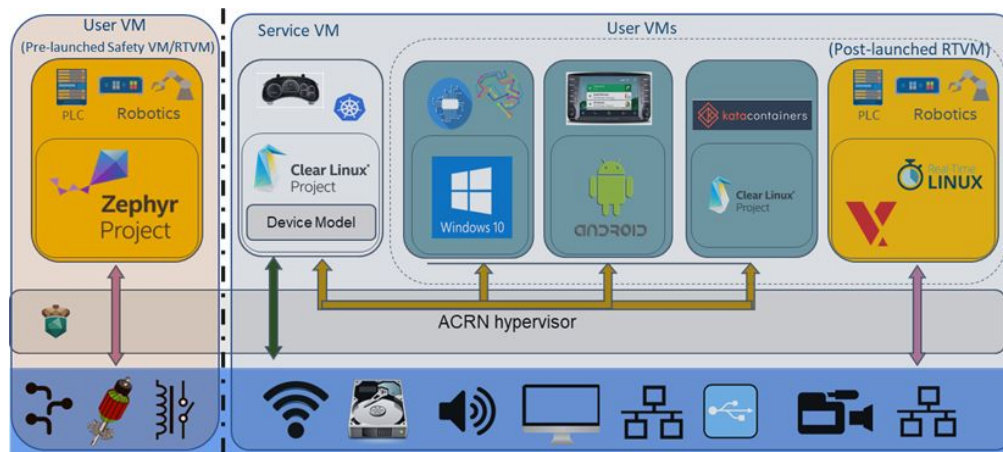 User VM
(Pre-launched Safety VM/RTVM)
PLC
Robotics
Zephyr
Project
Service VM
Clear Linux*
Project
Device Model
User VMs
Windows 10
ANDROID
katacontainers
Clear Linux*
Project
(Post-launched RTVM)
PLC
Robotics
Real-Time
LINUX
ACRN hypervisor